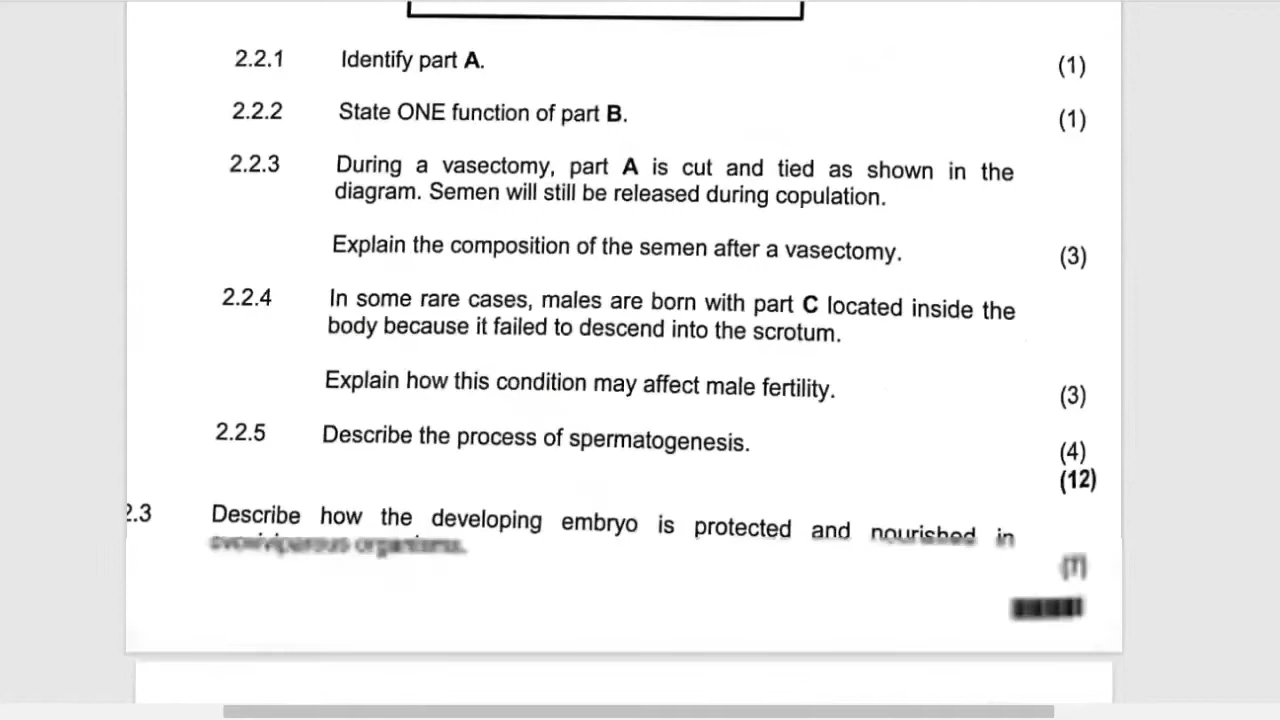 2.2.1 Identify part A. (1)
2.2.2 State ONE function of part B. (1)
2.2.3 During a vasectomy, part A is cut and tied as shown in the
diagram. Semen will still be released during copulation.
Explain the composition of the semen after a vasectomy. (3)
2.2.4 In some rare cases, males are born with part C located inside the
body because it failed to descend into the scrotum.
Explain how this condition may affect male fertility. (3)
2.2.5 Describe the process of spermatogenesis. (4)
(12)
2.3 Describe how the developing embryo is protected and nourished in
organisms.